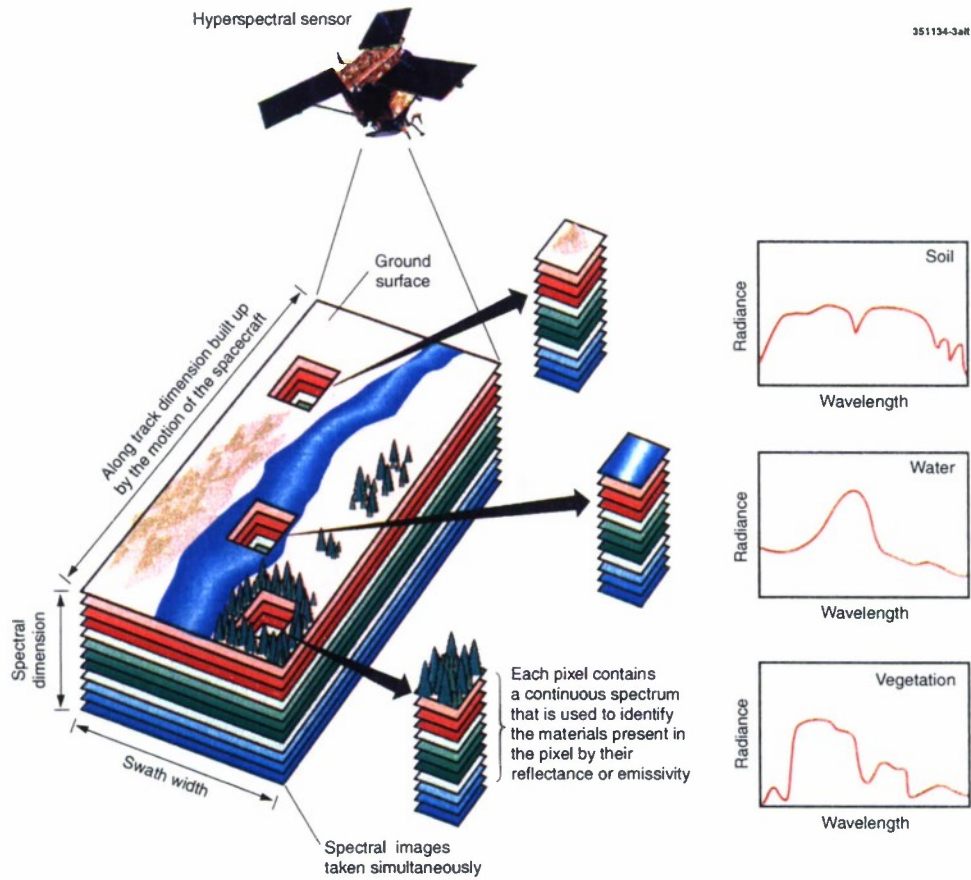 Hyperspectral sensor
351134-3alt
Ground
surface
Along track dimension built up
by the motion of the spacecraft
Spectral
dimension
Swath width
Spectral images
taken simultaneously
Each pixel contains
a continuous spectrum
that is used to identify
the materials present in
the pixel by their
reflectance or emissivity
Soil
Radiance
Wavelength
Water
Radiance
Wavelength
Vegetation
Radiance
Wavelength